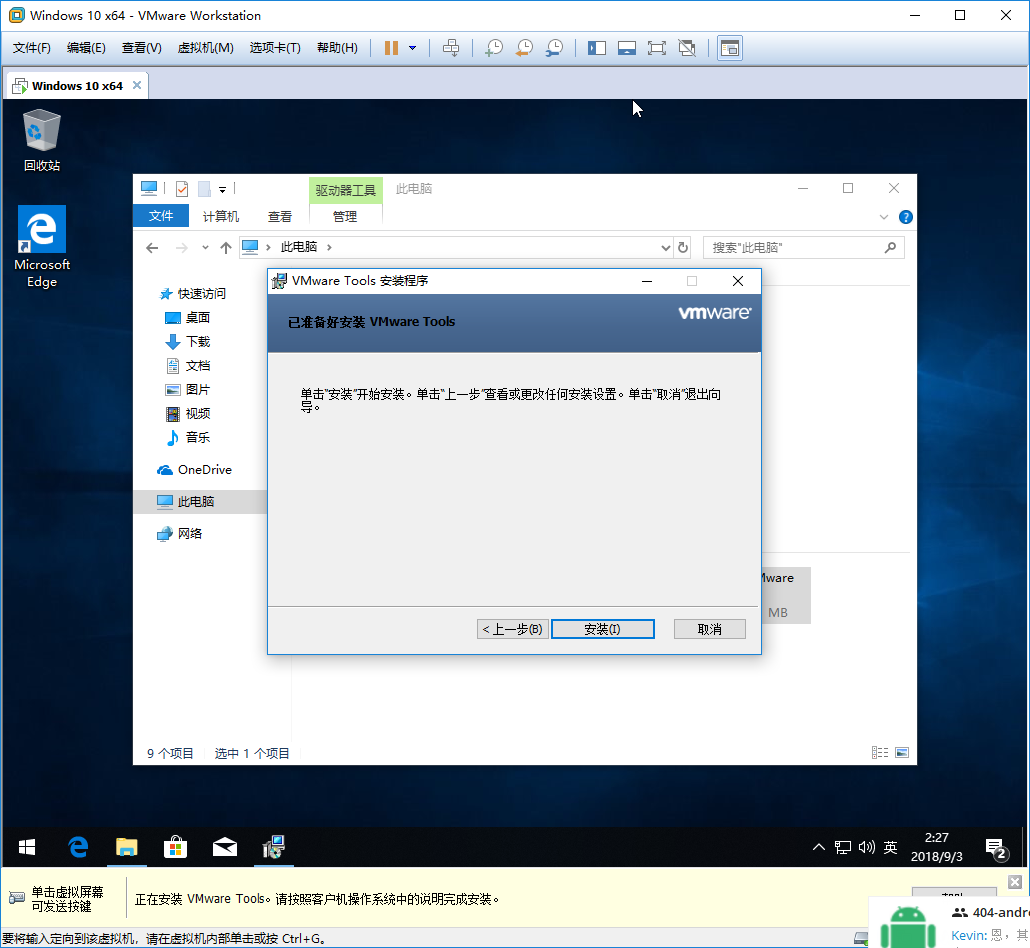 Windows 10 x64 - VMware Workstation
文件(F) 编辑(E) 查看(V) 虚拟机(M) 选项卡(T) 帮助(H)
Windows 10 x64
回收站
Microsoft
Edge
驱动器工具 此电脑
文件 计算机 查看 管理
此电脑 搜索"此电脑"
VMware Tools 安装程序
已准备好安装 VMware Tools
vmware
单击“安装”开始安装。单击“上一步”查看或更改任何安装设置。单击“取消”退出向
导。
< 上一步(B) 安装(I) 取消
快速访问
桌面
下载
文档
图片
视频
音乐
OneDrive
此电脑
网络
Mware
MB
9 个项目 选中 1 个项目
英
2:27
2018/9/3
2
单击虚拟屏幕
可发送按键
正在安装 VMware Tools。请按照客户机操作系统中的说明完成安装。
404-andro
Kevin: 恩，其
要将输入定向到该虚拟机，请在虚拟机内部单击或按 Ctrl+G。